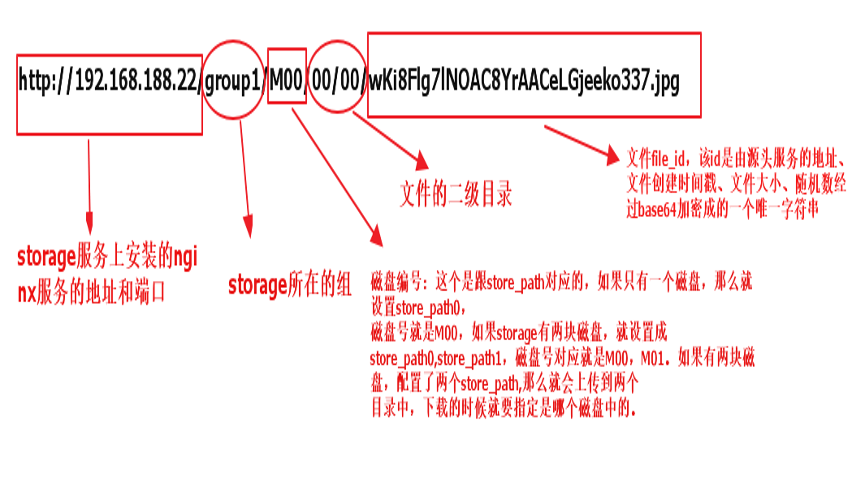 http://192.168.188.22/group1/M00/00/00/wKi8Flg7lNOAC8YrAACeLGjeeko337.jpg
文件file_id，该id是由源头服务的地址、
文件创建时间戳、文件大小、随机数经
过base64加密成的一个唯一字符串
文件的二级目录
storage服务上安装的ngi
nx服务的地址和端口
storage所在的组
磁盘编号：这个是跟store_path对应的，如果只有一个磁盘，那么就
设置store_path0，
磁盘号就是M00，如果storage有两块磁盘，就设置成
store_path0,store_path1，磁盘号对应就是M00，M01．如果有两块磁
盘，配置了两个store_path,那么就会上传到两个
目录中，下载的时候就要指定是哪个磁盘中的．